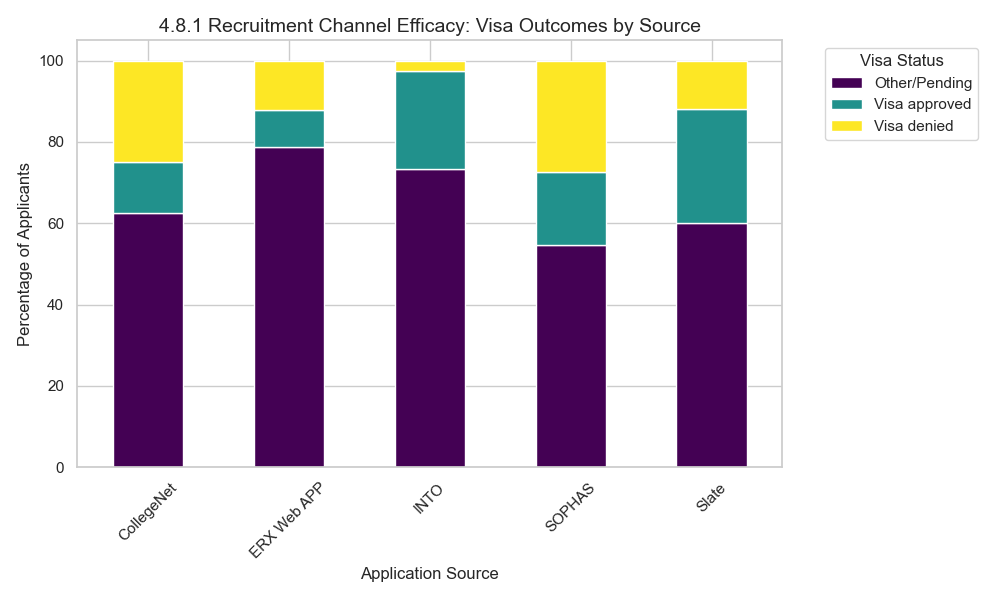 4.8.1 Recruitment Channel Efficacy: Visa Outcomes by Source
Visa Status
Other/Pending
Visa approved
Visa denied
Percentage of Applicants
100
80
60
40
20
0
CollegeNet
ERX Web APP
INTO
SOPHAS
Slate
Application Source